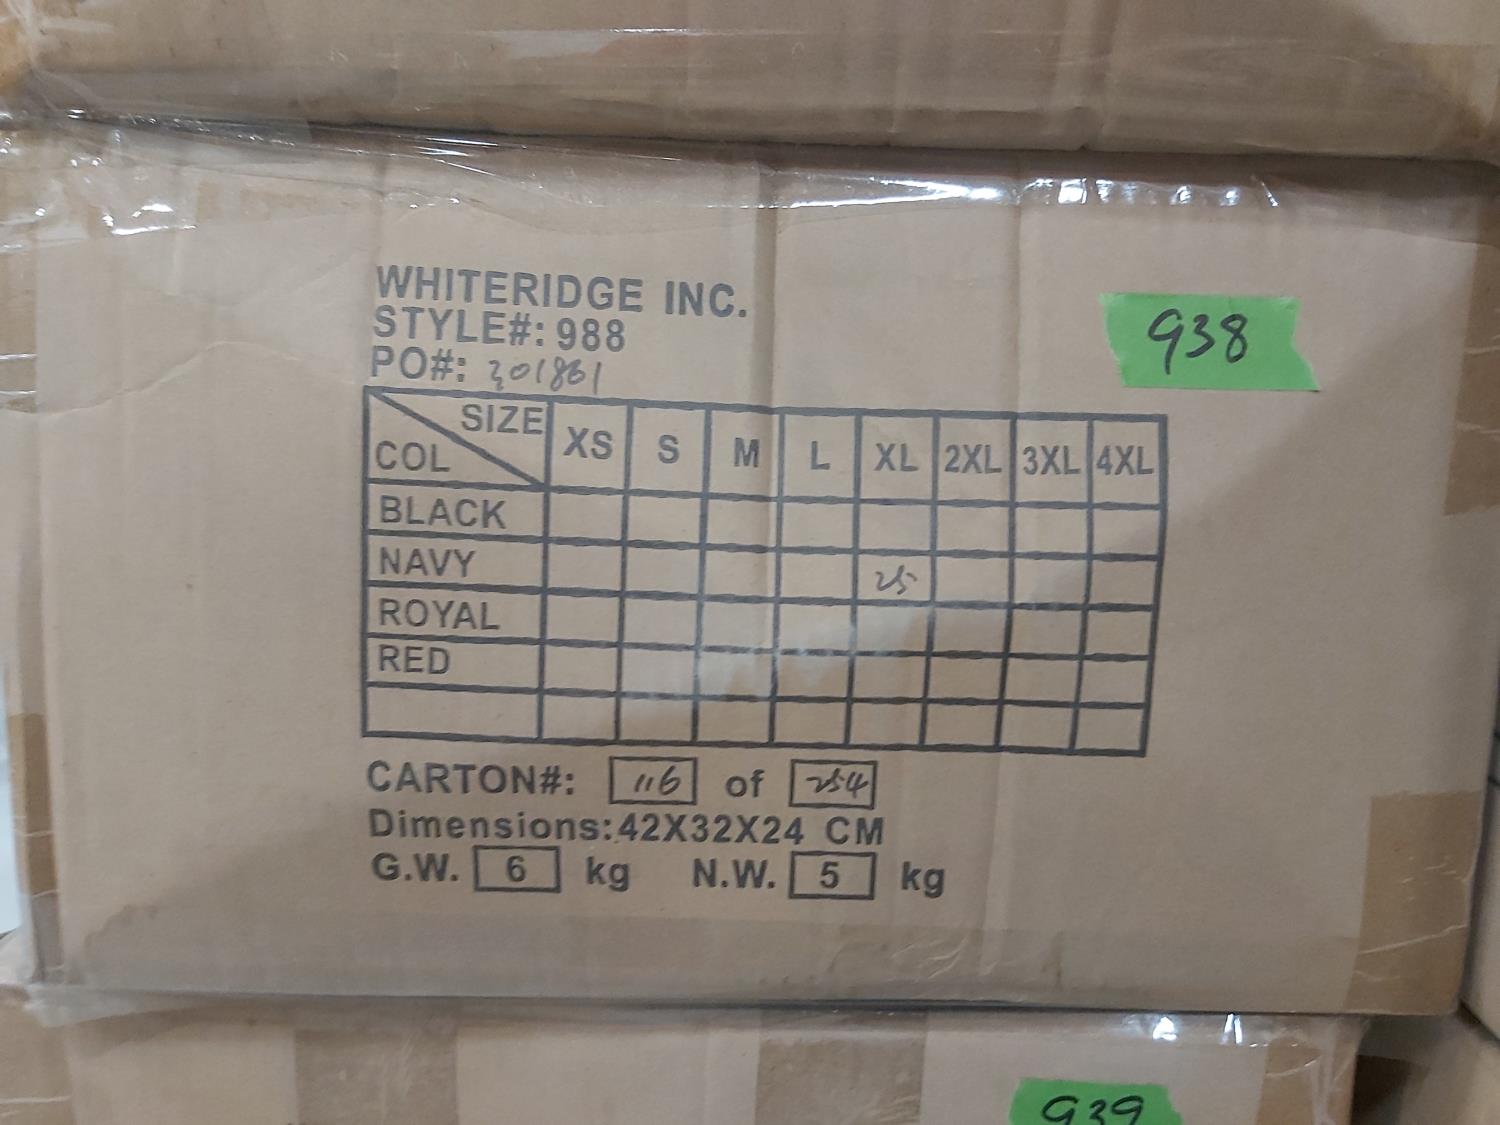 WHITERIDGE INC.
STYLE#: 988
938
PO#: 301861
SIZE XS S M L XL 2XL 3XL 4XL
COL
BLACK
NAVY 25
ROYAL
RED
CARTON#: 116 of 254
Dimensions:42X32X24 CM
G.W. 6 kg N.W. 5 kg
939